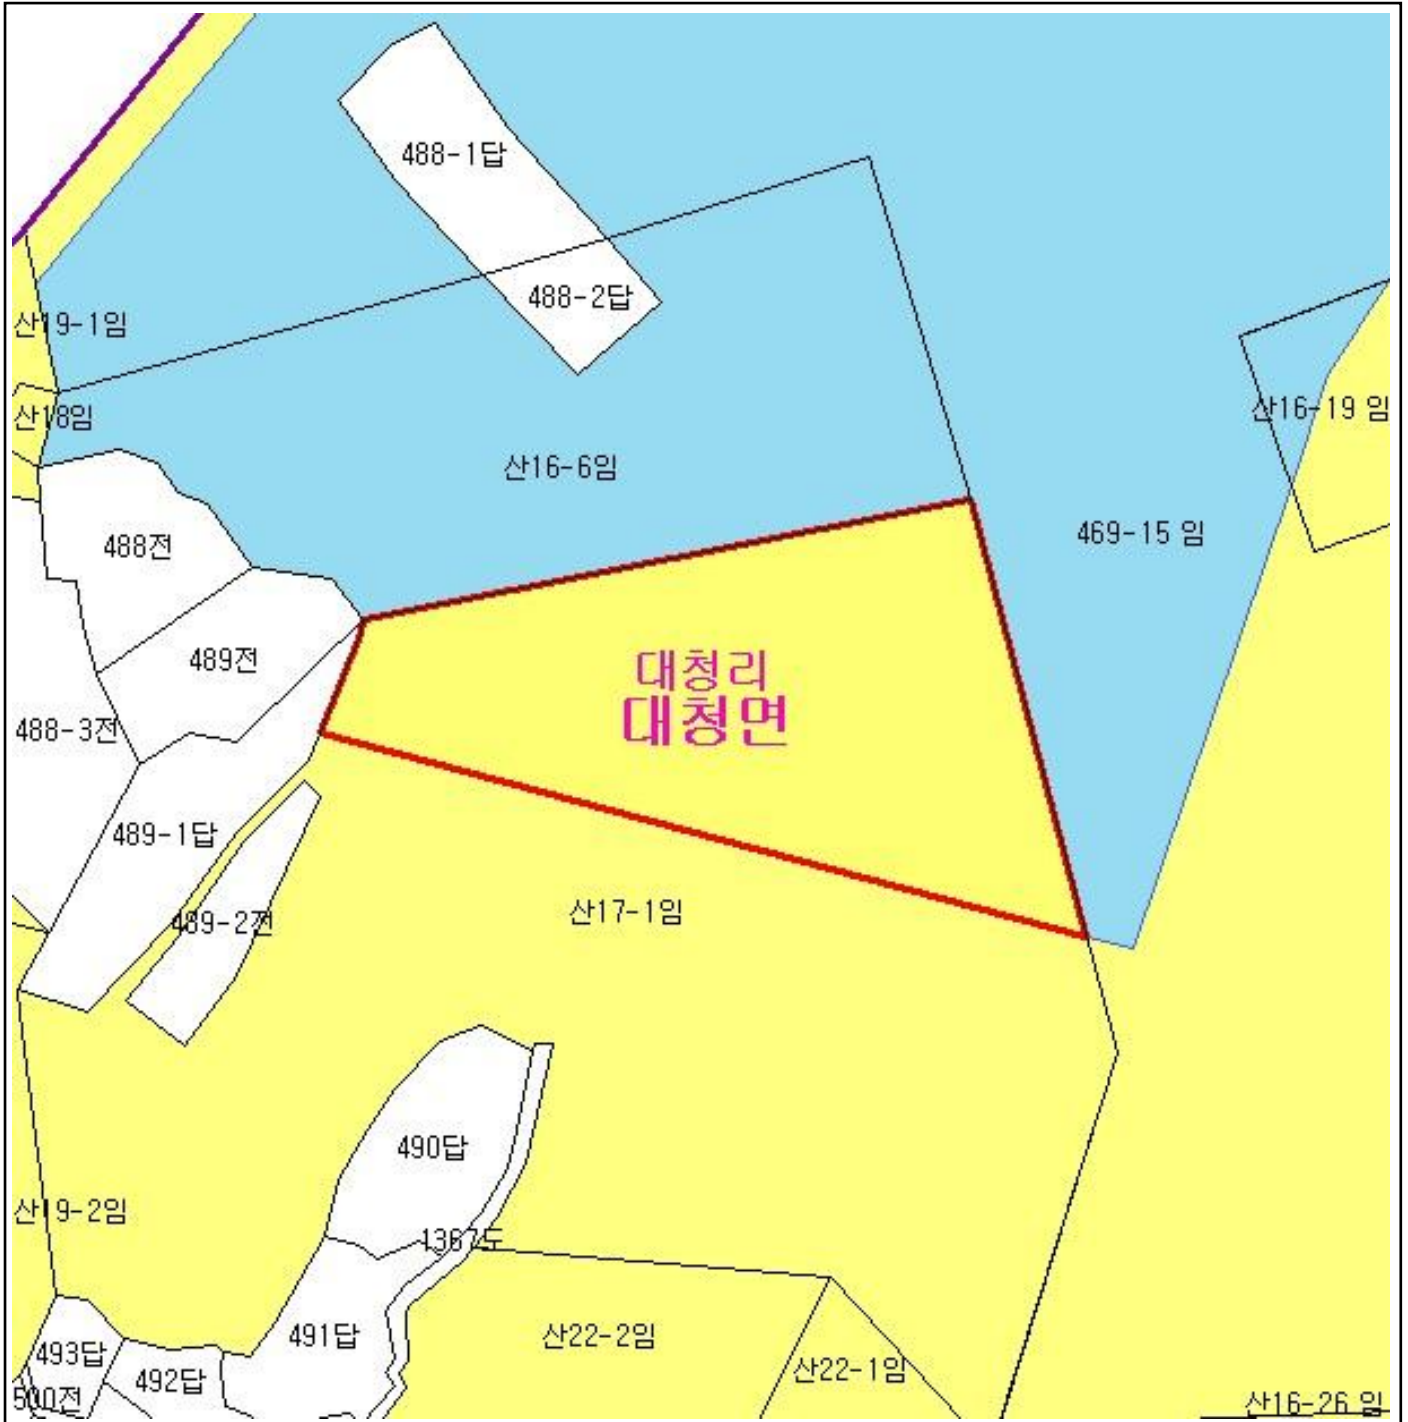 488-1답
488-2답
산19-1임
산16-19 임
산18임
산16-6임
469-15 임
488전
489전
대청리
대청면
488-3전
489-1답
489-2전
산17-1임
490답
산19-2임
1367도
491답
산22-2임
493답
492답
산22-1임
500전
산16-26 임